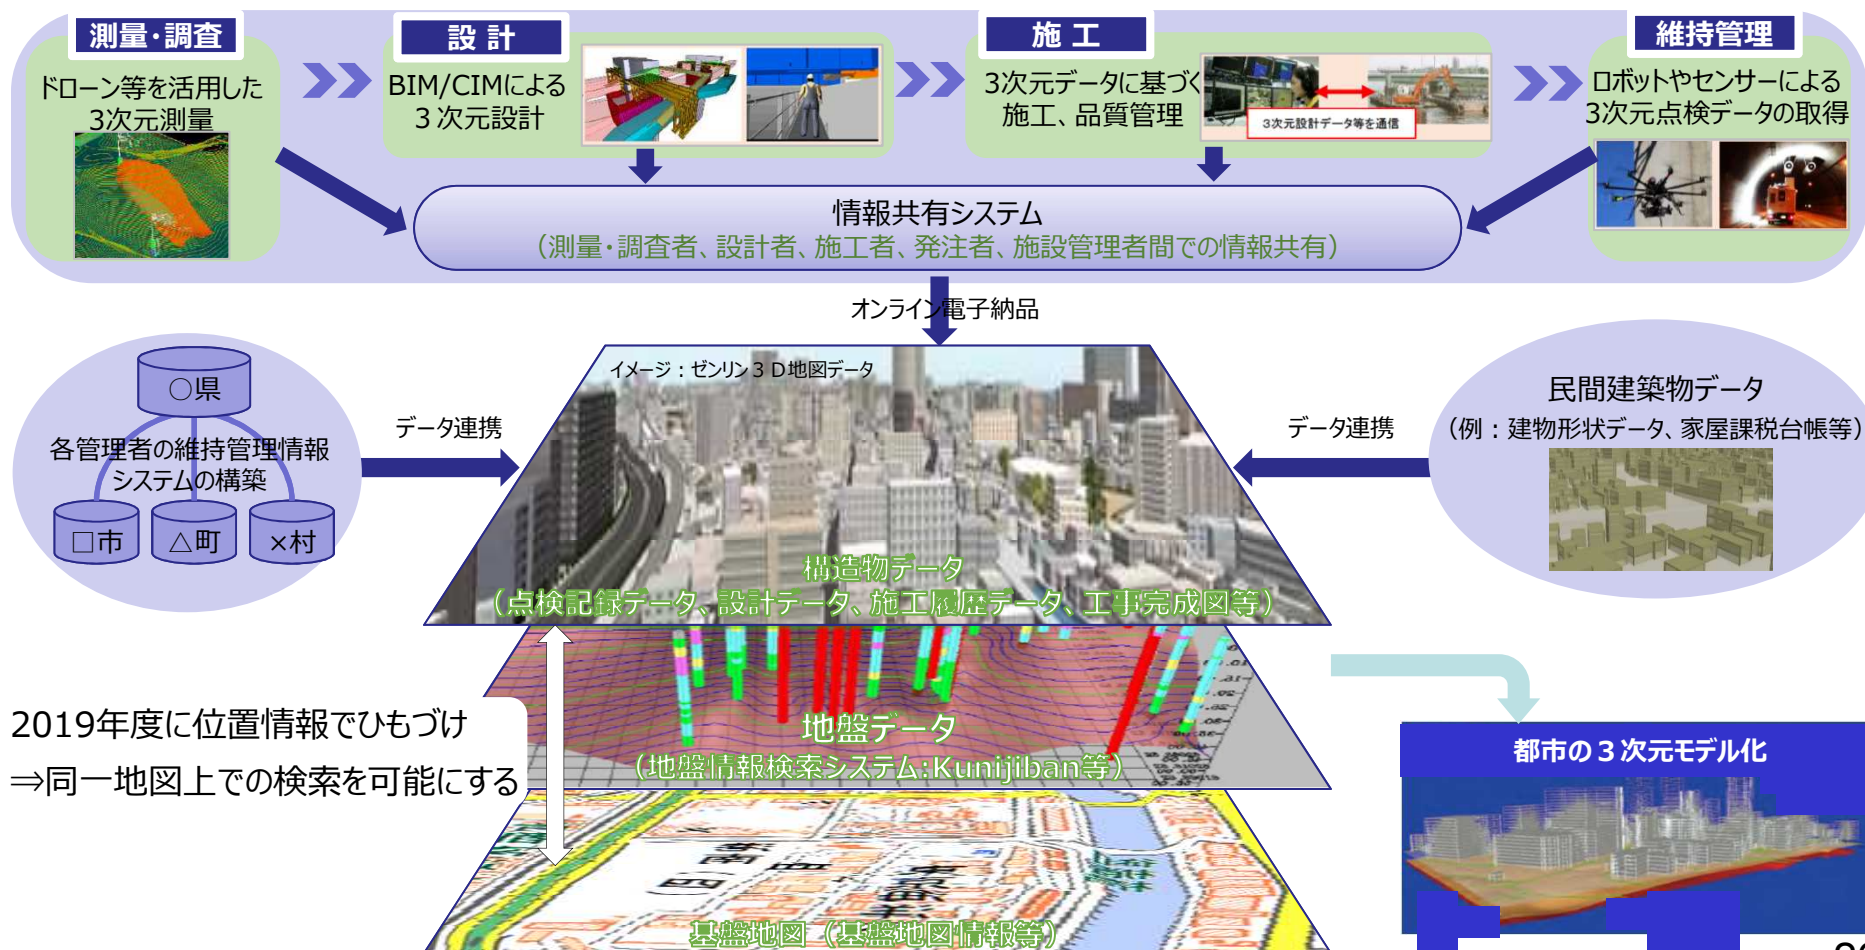 測量・調査
ドローン等を活用した
3次元測量
設 計
BIM/CIMによる
３次元設計
施 工
3次元データに基づく
施工、品質管理
3次元設計データ等を通信
維持管理
ロボットやセンサーによる
3次元点検データの取得
情報共有システム
（測量・調査者、設計者、施工者、発注者、施設管理者間での情報共有）
オンライン電子納品
○県
各管理者の維持管理情報
システムの構築
□市
△町
×村
データ連携
イメージ：ゼンリン３Ｄ地図データ
構造物データ
（点検記録データ、設計データ、施工履歴データ、工事完成図等）
データ連携
民間建築物データ
（例：建物形状データ、家屋課税台帳等）
2019年度に位置情報でひもづけ
⇒同一地図上での検索を可能にする
地盤データ
（地盤情報検索システム:Kunijiban等）
基盤地図（基盤地図情報等）
都市の３次元モデル化